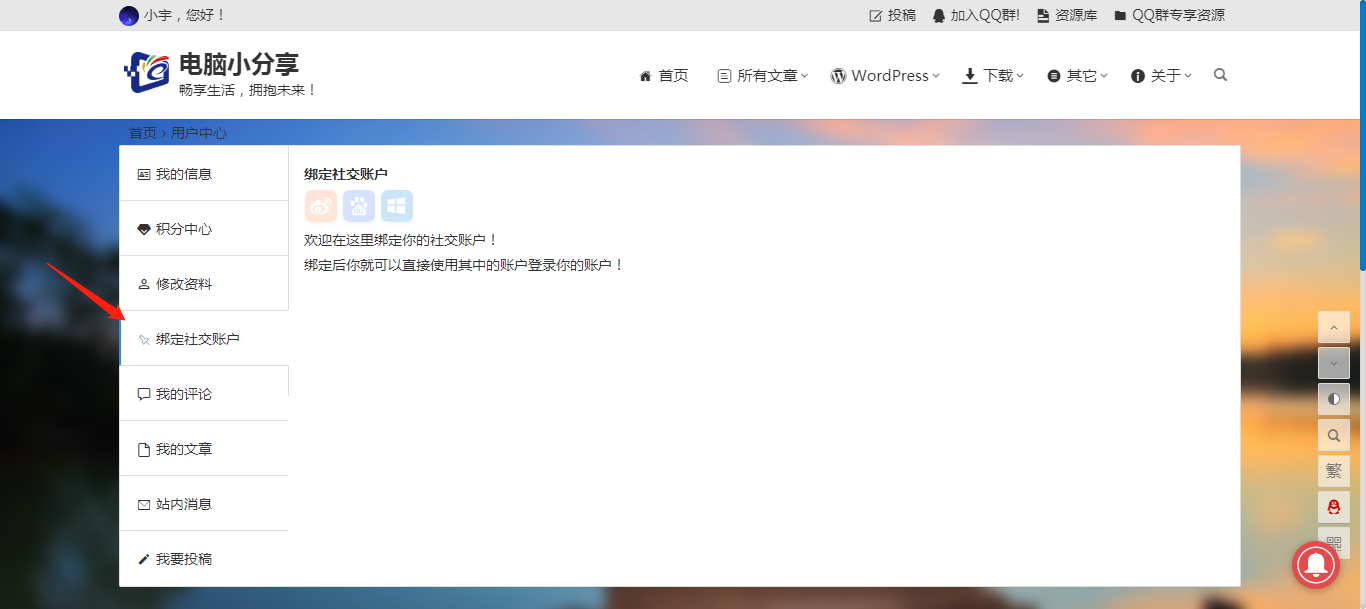 小宇，您好！
投稿 加入QQ群! 资源库 QQ群专享资源
电脑小分享
畅享生活，拥抱未来！
首页 所有文章 WordPress 下载 其它 关于
首页 › 用户中心
我的信息
积分中心
修改资料
绑定社交账户
我的评论
我的文章
站内消息
我要投稿
绑定社交账户
du
欢迎在这里绑定你的社交账户！
绑定后你就可以直接使用其中的账户登录你的账户！
繁